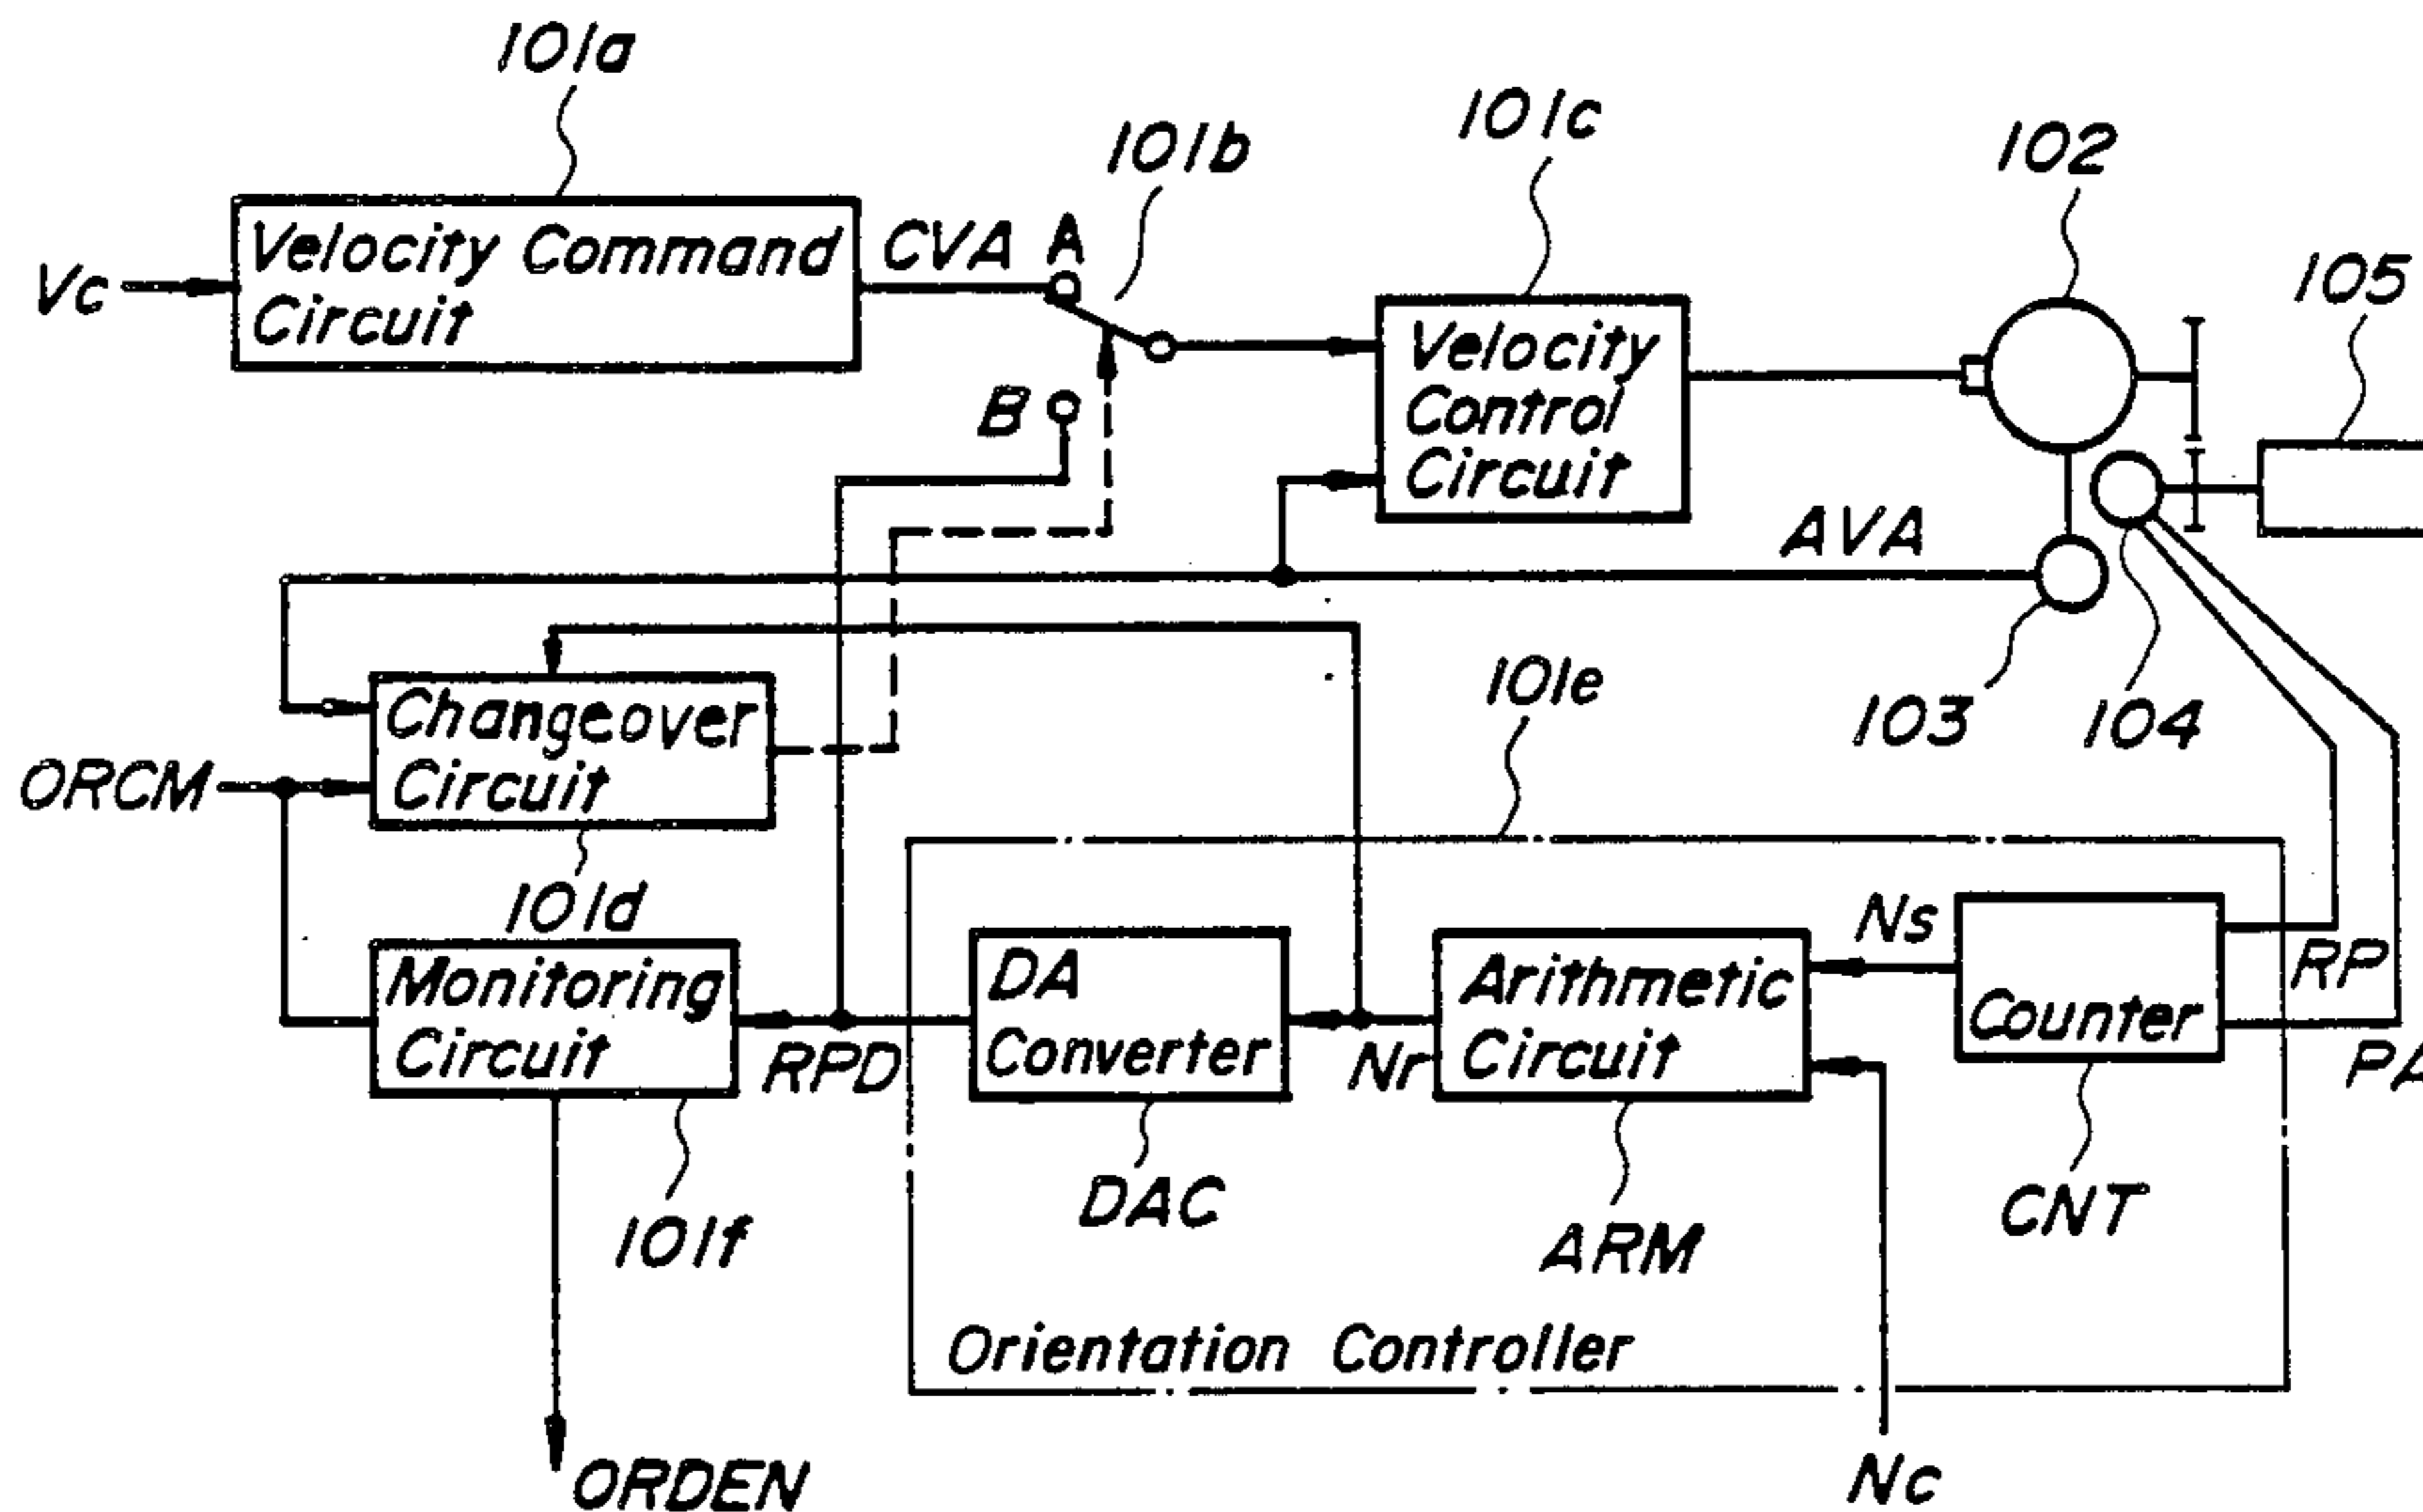 101a
101c
102
101b
Velocity Command
Circuit
CVA
A
Vc
105
Velocity
Control
Circuit
B
AVA
101e
Changeover
Circuit
103
104
ORCM
101d
Ns
Monitoring
Circuit
RPD
DA
Converter
Nr
Arithmetic
Circuit
Counter
RP
PA
DAC
CNT
101f
ARM
Orientation Controller
ORDEN
Nc